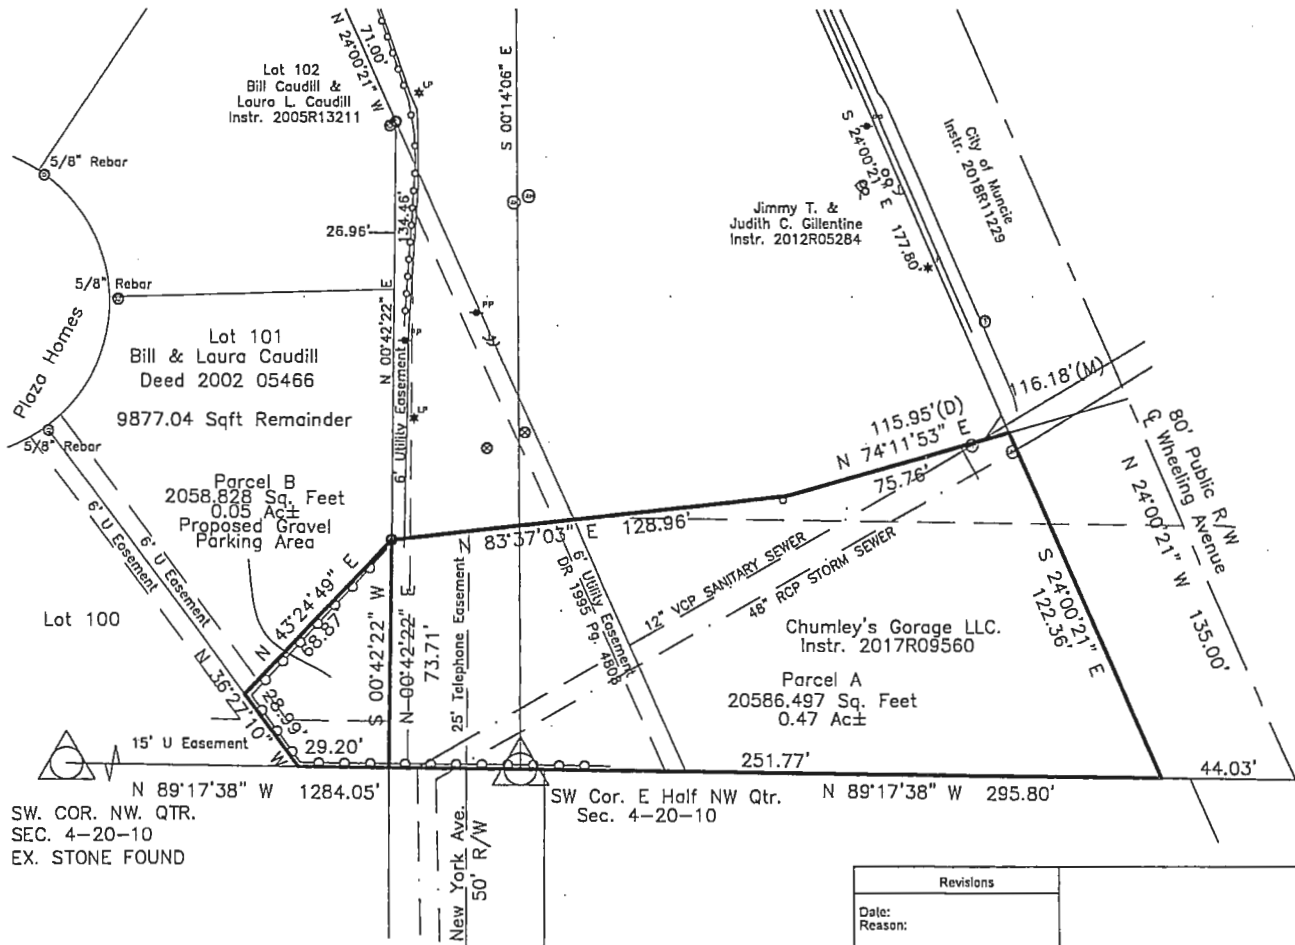 N 24°00'21" W
71.00'
Lot 102
Bill Caudill &
Laura L. Caudill
Instr. 2005R13211
LP
S 00°14'06" E
5/8" Rebar
26.96'
134.46'
5/8" Rebar
N 00°42'22" E
Plaza Homes
Lot 101
Bill & Laura Caudill
Deed 2002 05466
9877.04 Sqft Remainder
5/8" Rebar
PP
PP
LP
6' Utility Easement
Jimmy T. &
Judith C. Gillentine
Instr. 2012R05284
S 24°00'21" E 177.80'
City of Muncie
Instr. 2018R11229
116.18'(M)
115.95'(D)
N 74°11'53" E
75.76'
80' Public R/W
℄ Wheeling Avenue
N 24°00'21" W 135.00'
Parcel B
2058.828 Sq. Feet
0.05 Ac±
Proposed Gravel
Parking Area
6' U Easement
6' U Easement
Lot 100
N 43°24'49" E
68.87'
N 36°27'10" W
28.99'
29.20'
15' U Easement
S 00°42'22" W
N 00°42'22" E
73.71'
25' Telephone Easement
N 83°37'03" E 128.96'
6' Utility Easement
DR 1995 Pg. 4808
12" VCP SANITARY SEWER
48" RCP STORM SEWER
Chumley's Garage LLC.
Instr. 2017R09560
Parcel A
20586.497 Sq. Feet
0.47 Ac±
S 24°00'21" E
122.36'
251.77'
44.03'
N 89°17'38" W 1284.05'
SW Cor. E Half NW Qtr.
Sec. 4-20-10
N 89°17'38" W 295.80'
SW. COR. NW. QTR.
SEC. 4-20-10
EX. STONE FOUND
New York Ave.
50' R/W
Revisions
Date:
Reason: